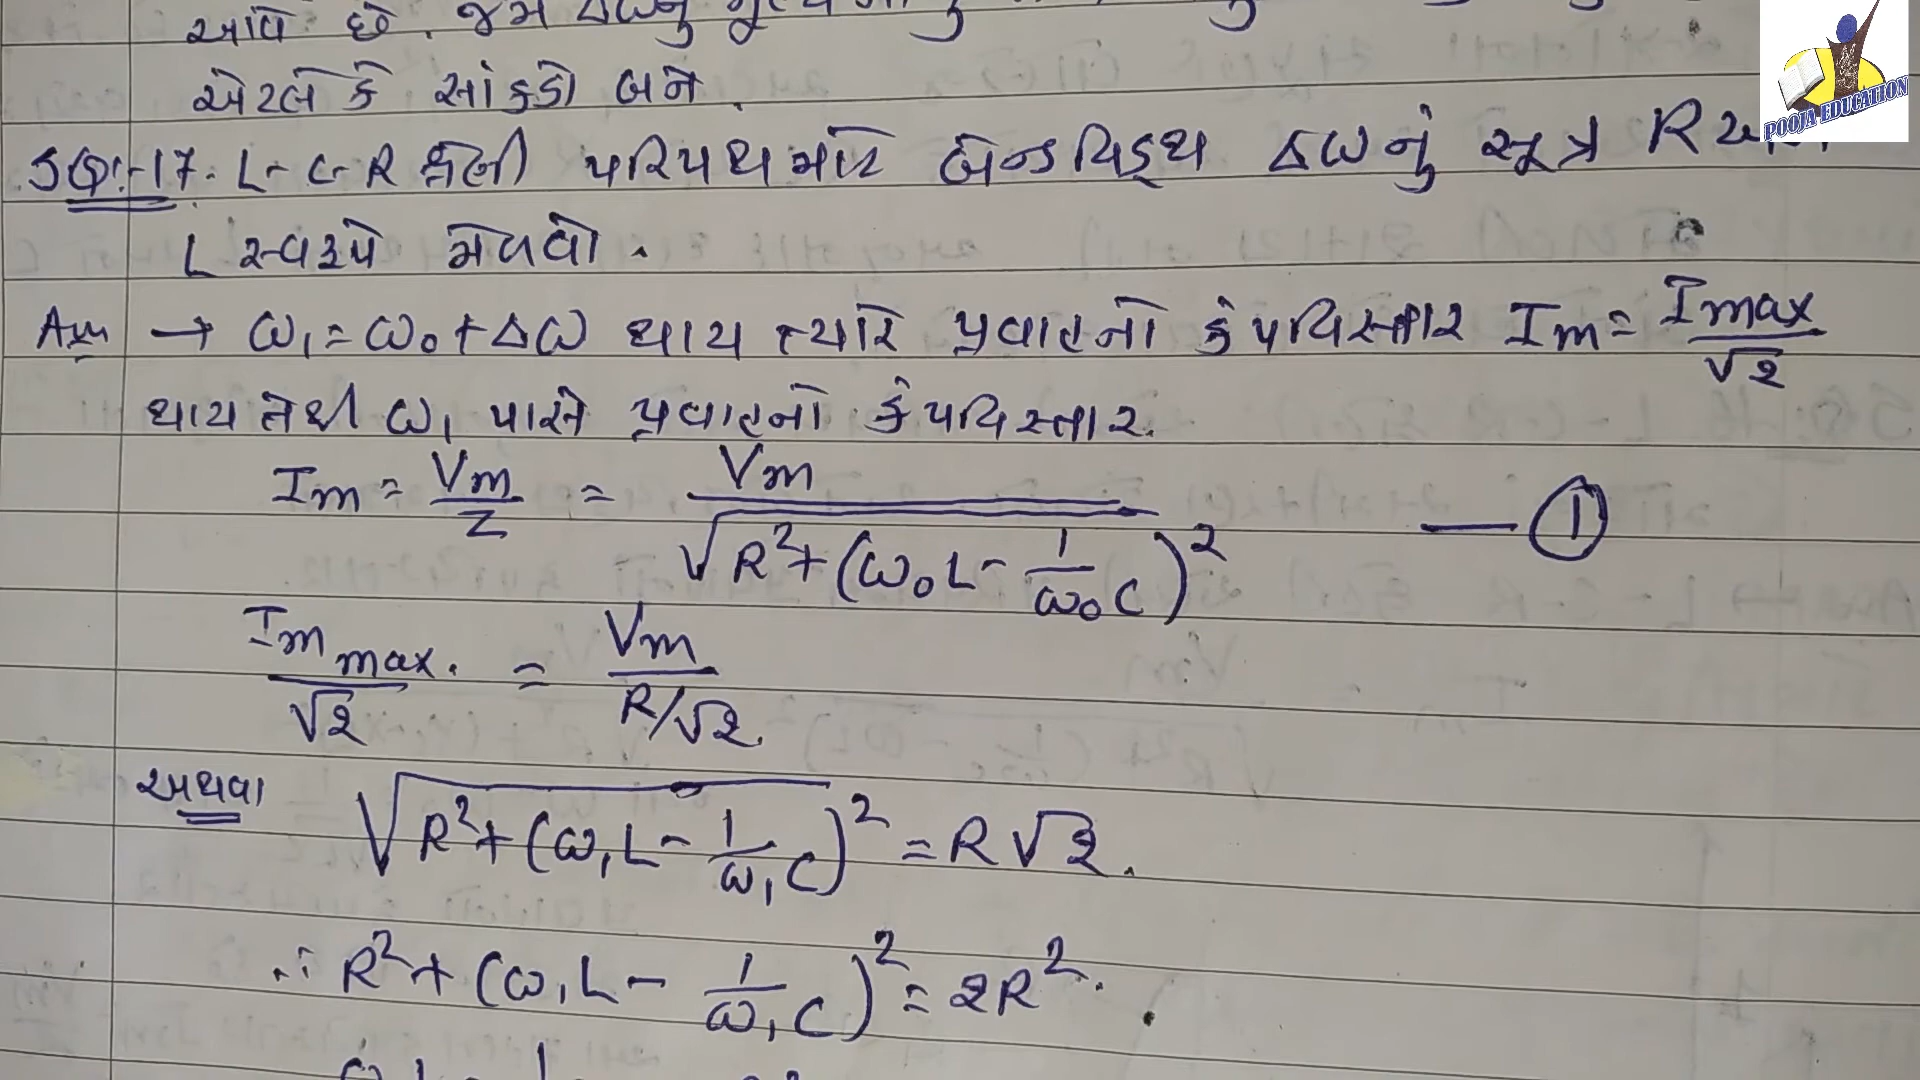 આવે છે. જેમ
એટલે કે સાંકડો બને.
SQ:-17. L-C-R શ્રેણી પરિપથ માટે બેન્ડવિડ્થ Δω નું સૂત્ર R અને
L સ્વરૂપે મેળવો.
POOJA EDUCATION
Ans → ω₁ = ω₀ + Δω થાય ત્યારે પ્રવાહનો કંપવિસ્તાર Im = Imax/√2
થાય તેથી ω₁ પાસે પ્રવાહનો કંપવિસ્તાર.
Im = Vm/Z = Vm/√R² + (ω₀L - 1/ω₀C)² — ①
Im max./√2 = Vm/R/√2.
અથવા √R² + (ω₁L - 1/ω₁C)² = R√2.
∴ R² + (ω₁L - 1/ω₁C)² = 2R².